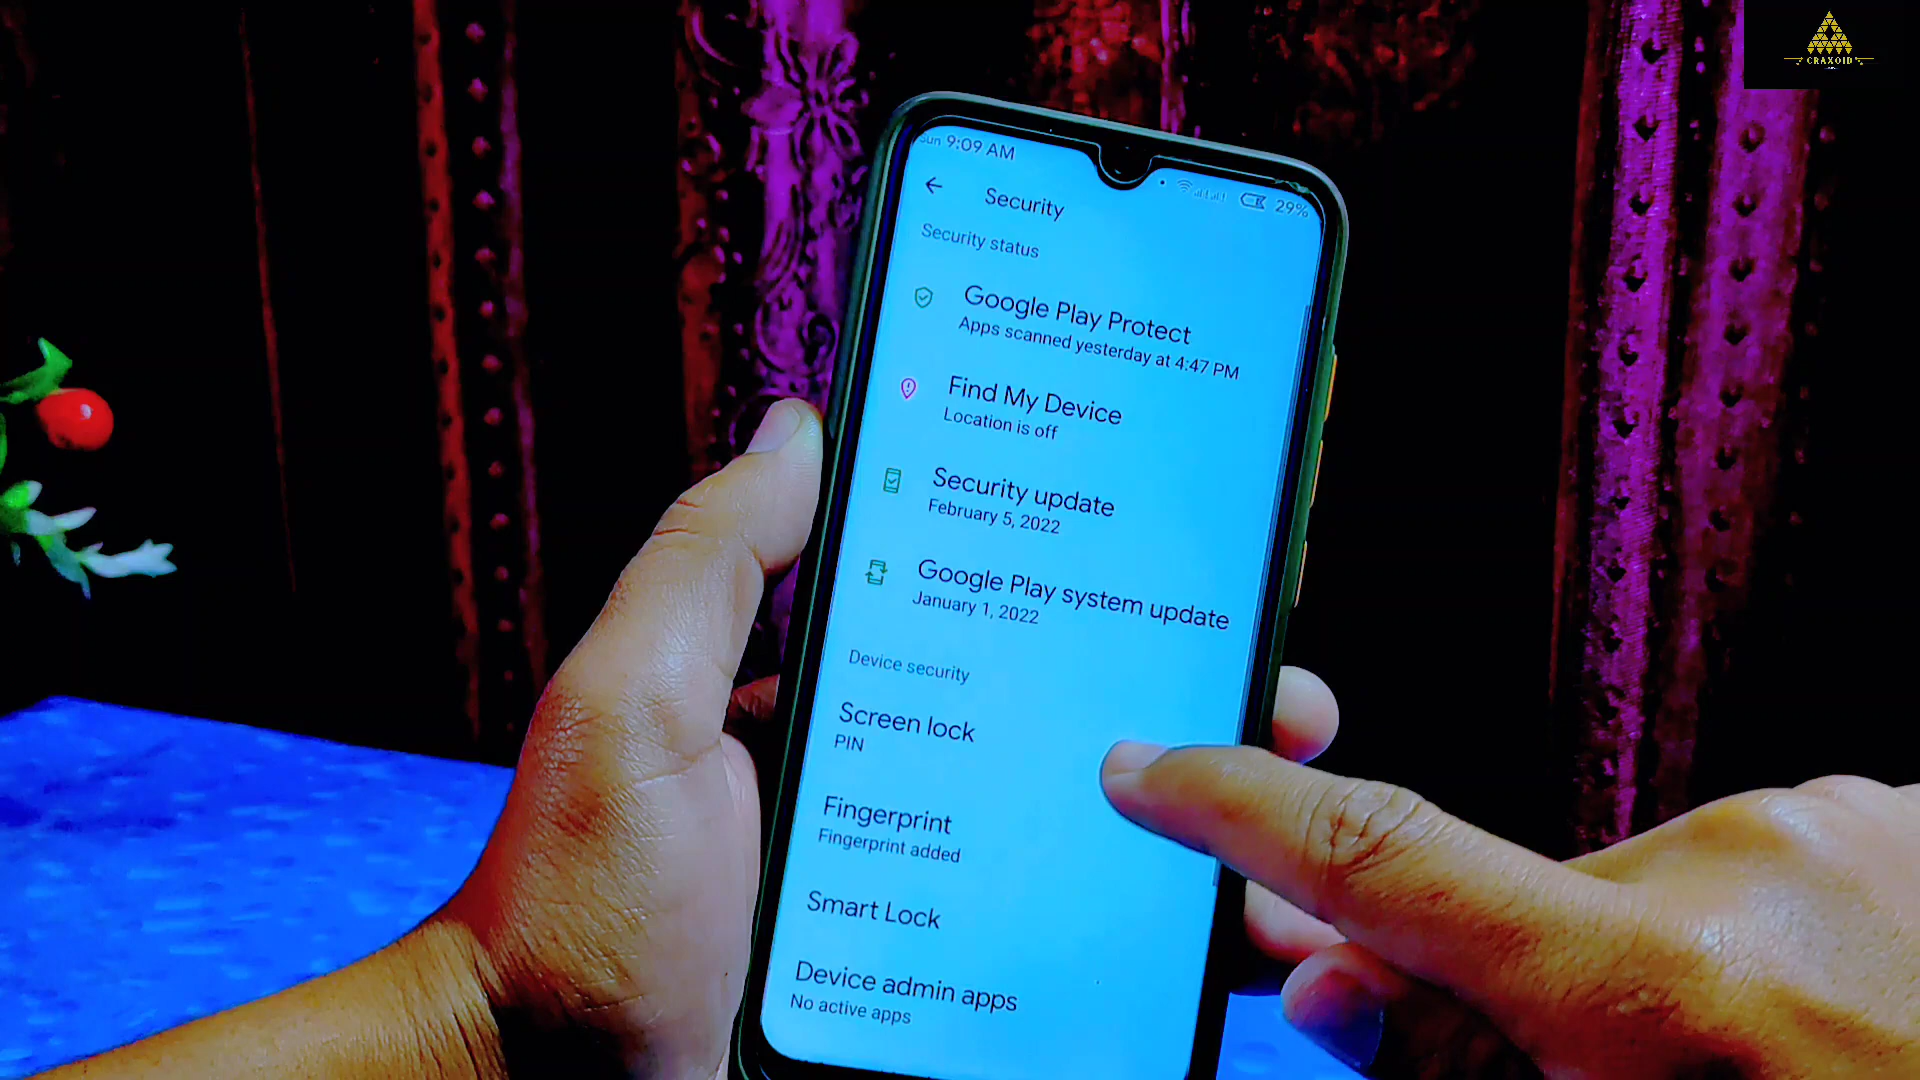 CRAXOID
Sun 9:09 AM
29%
Security
Security status
Google Play Protect
Apps scanned yesterday at 4:47 PM
Find My Device
Location is off
Security update
February 5, 2022
Google Play system update
January 1, 2022
Device security
Screen lock
PIN
Fingerprint
Fingerprint added
Smart Lock
Device admin apps
No active apps